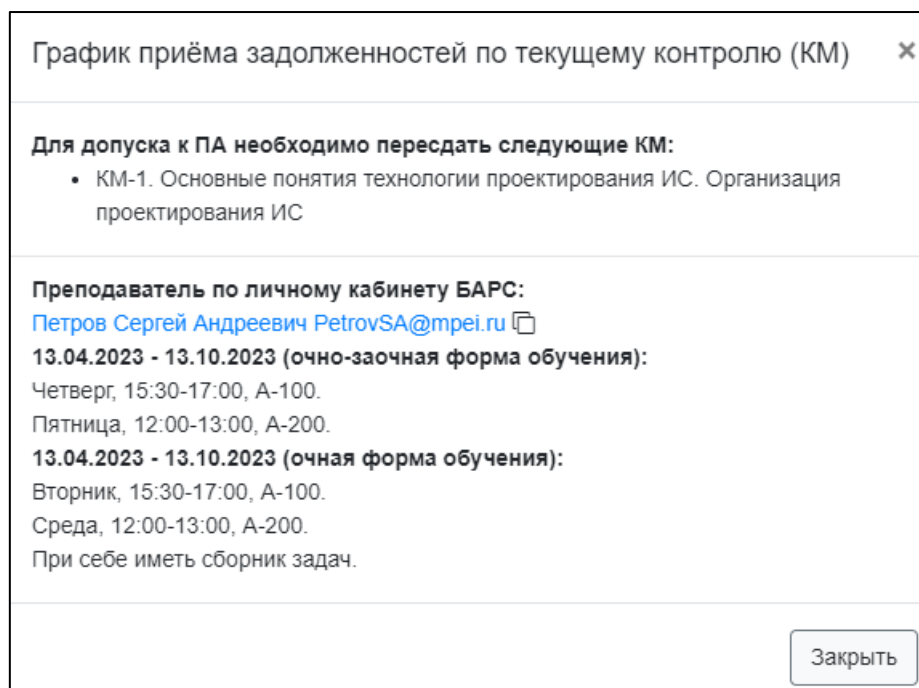 График приёма задолженностей по текущему контролю (КМ) ×
Для допуска к ПА необходимо пересдать следующие КМ:
• КМ-1. Основные понятия технологии проектирования ИС. Организация
проектирования ИС
Преподаватель по личному кабинету БАРС:
Петров Сергей Андреевич PetrovSA@mpei.ru
13.04.2023 - 13.10.2023 (очно-заочная форма обучения):
Четверг, 15:30-17:00, А-100.
Пятница, 12:00-13:00, А-200.
13.04.2023 - 13.10.2023 (очная форма обучения):
Вторник, 15:30-17:00, А-100.
Среда, 12:00-13:00, А-200.
При себе иметь сборник задач.
Закрыть